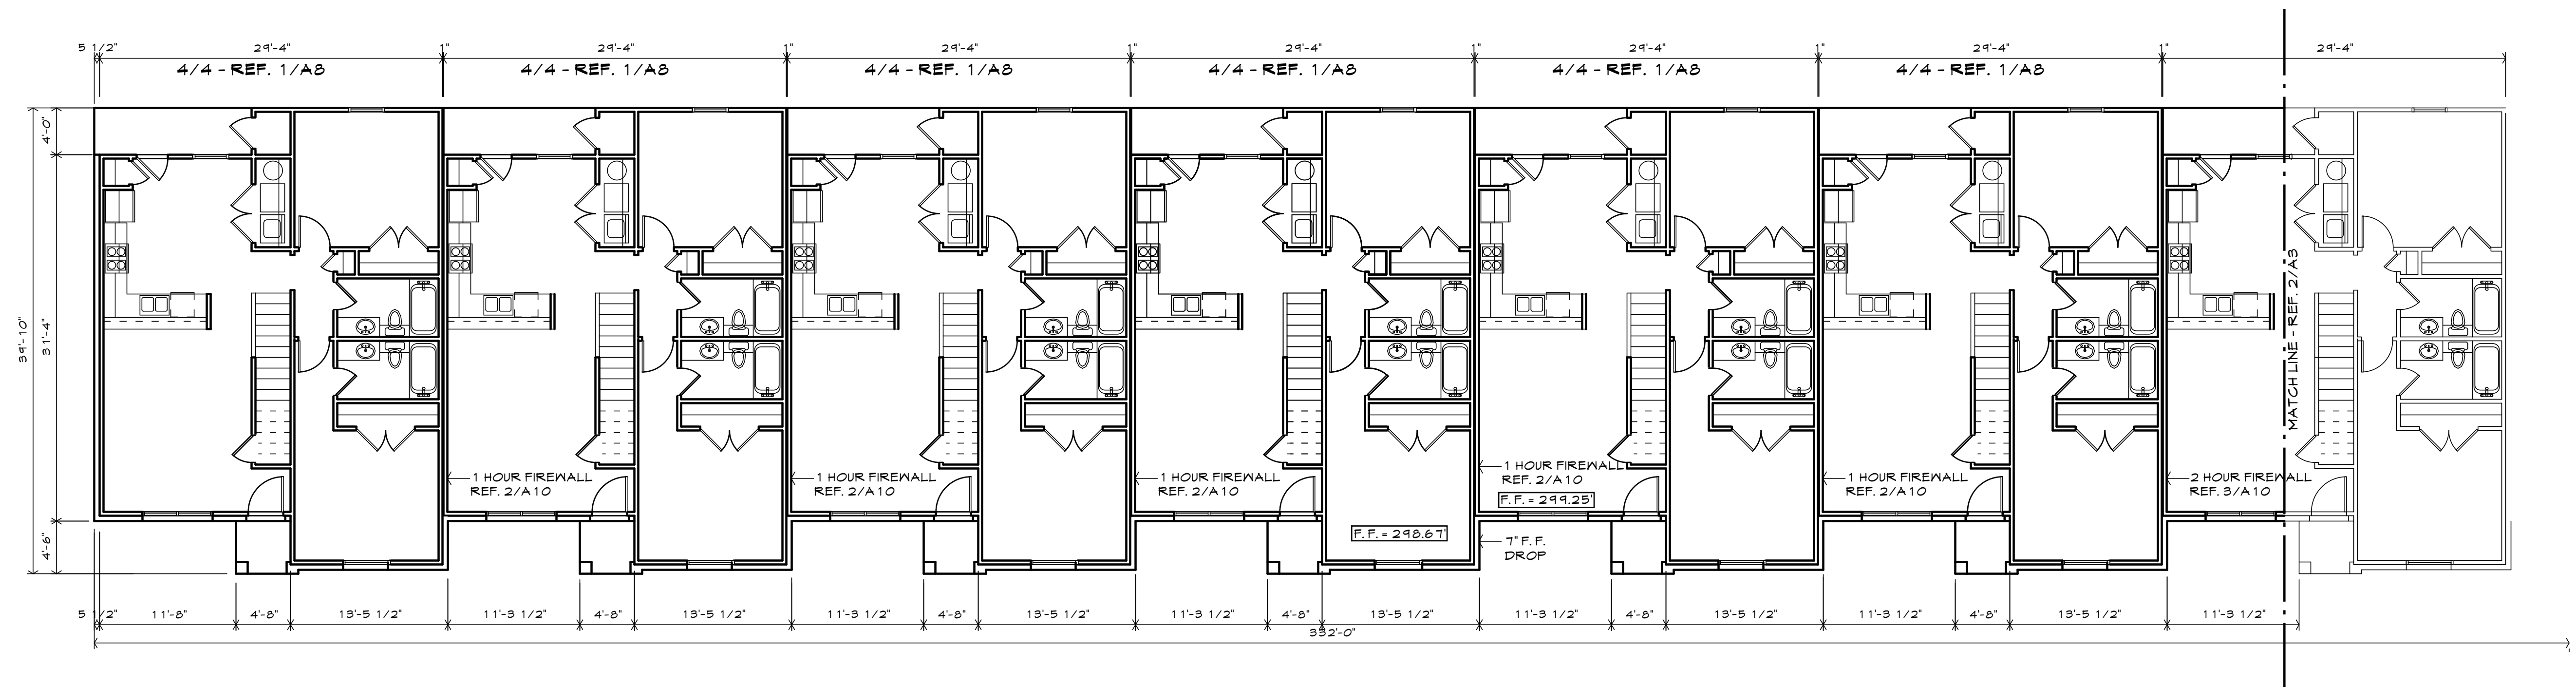 5 1/2" 29'-4" 1" 29'-4" 1" 29'-4" 1" 29'-4" 1" 29'-4" 1" 29'-4" 1" 29'-4"
4/4 - REF. 1/A8 4/4 - REF. 1/A8 4/4 - REF. 1/A8 4/4 - REF. 1/A8 4/4 - REF. 1/A8 4/4 - REF. 1/A8
4'-0"
39'-10"
31'-4"
4'-6"
MATCH LINE - REF. 2/A3
1 HOUR FIREWALL
REF. 2/A10
1 HOUR FIREWALL
REF. 2/A10
1 HOUR FIREWALL
REF. 2/A10
1 HOUR FIREWALL
REF. 2/A10
F.F. = 299.25'
1 HOUR FIREWALL
REF. 2/A10
2 HOUR FIREWALL
REF. 3/A10
F.F. = 298.67'
7" F.F.
DROP
5 1/2" 11'-8" 4'-8" 13'-5 1/2" 11'-3 1/2" 4'-8" 13'-5 1/2" 11'-3 1/2" 4'-8" 13'-5 1/2" 11'-3 1/2" 4'-8" 13'-5 1/2" 11'-3 1/2" 4'-8" 13'-5 1/2" 11'-3 1/2" 4'-8" 13'-5 1/2" 11'-3 1/2"
332'-0"